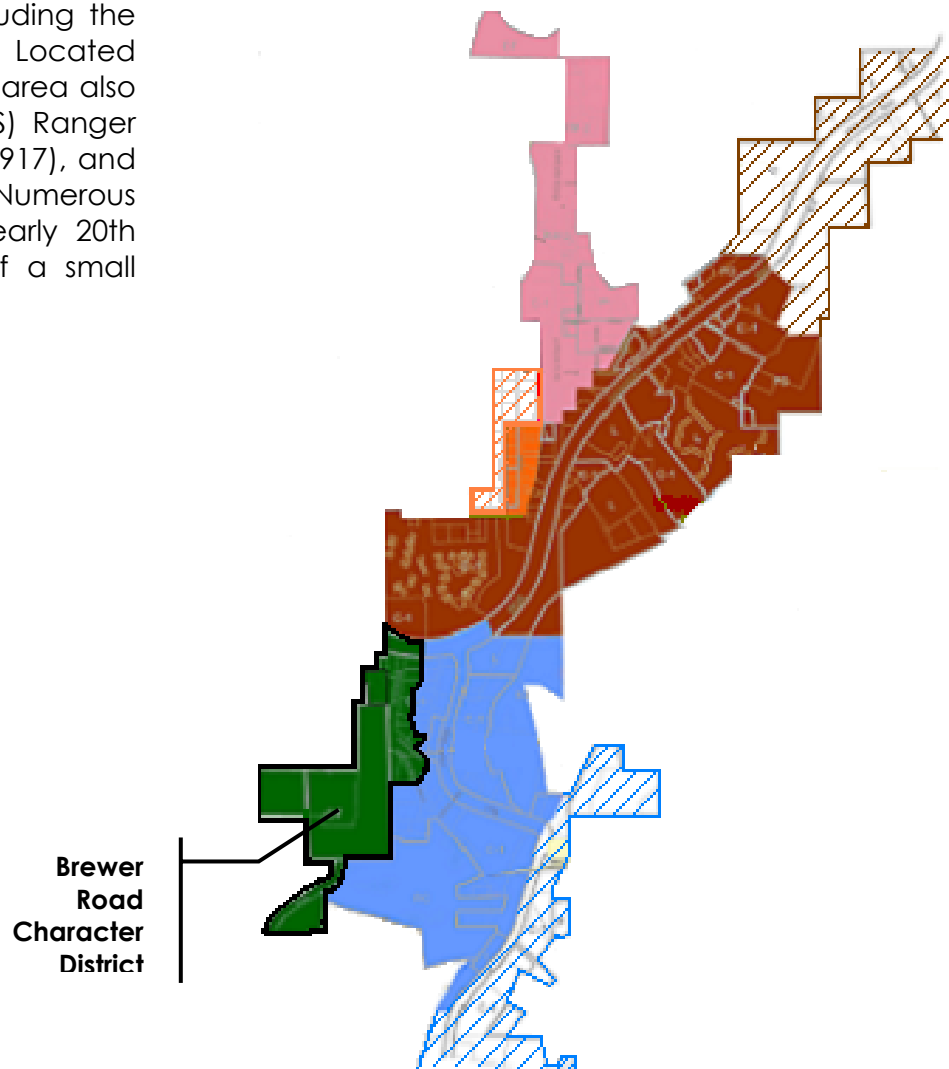 uding the
Located
area also
S) Ranger
917), and
Numerous
early 20th
f a small
Brewer
Road
Character
District